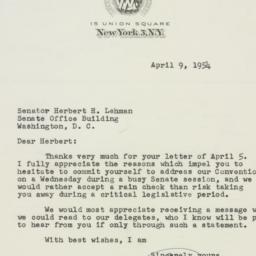 15 UNION SQUARE
New York 3, N.Y.
April 9, 1954
Senator Herbert H. Lehman
Senate Office Building
Washington, D. C.
Dear Herbert:
Thanks very much for your letter of April 5.
I fully appreciate the reasons which impel you to
hesitate to commit yourself to address our Conventio
on a Wednesday during a busy Senate session, and we
would rather accept a rain check than risk taking
you away during a critical legislative period.
We would most appreciate receiving a message w
we could read to our delegates, who I know will be p
to hear from you if only through such a statement.
With best wishes, I am
Sincerely yours